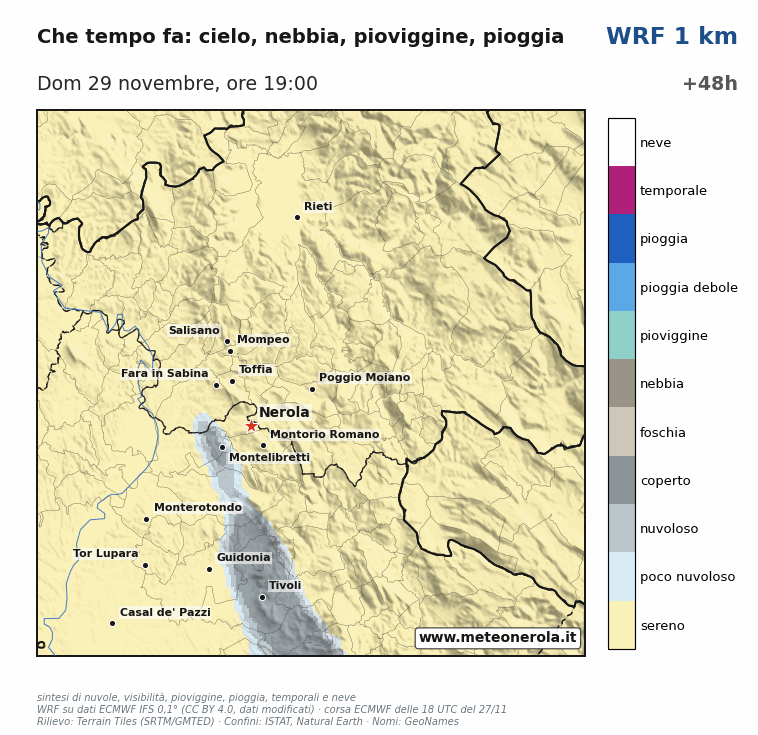 Che tempo fa: cielo, nebbia, pioviggine, pioggia
WRF 1 km
Dom 29 novembre, ore 19:00
+48h
Rieti
Salisano
Mompeo
Fara in Sabina
Toffia
Poggio Moiano
Nerola
Montorio Romano
Montelibretti
Monterotondo
Tor Lupara
Guidonia
Tivoli
Casal de' Pazzi
www.meteonerola.it
neve
temporale
pioggia
pioggia debole
pioviggine
nebbia
foschia
coperto
nuvoloso
poco nuvoloso
sereno
sintesi di nuvole, visibilità, pioviggine, pioggia, temporali e neve
WRF su dati ECMWF IFS 0,1° (CC BY 4.0, dati modificati) · corsa ECMWF delle 18 UTC del 27/11
Rilievo: Terrain Tiles (SRTM/GMTED) · Confini: ISTAT, Natural Earth · Nomi: GeoNames